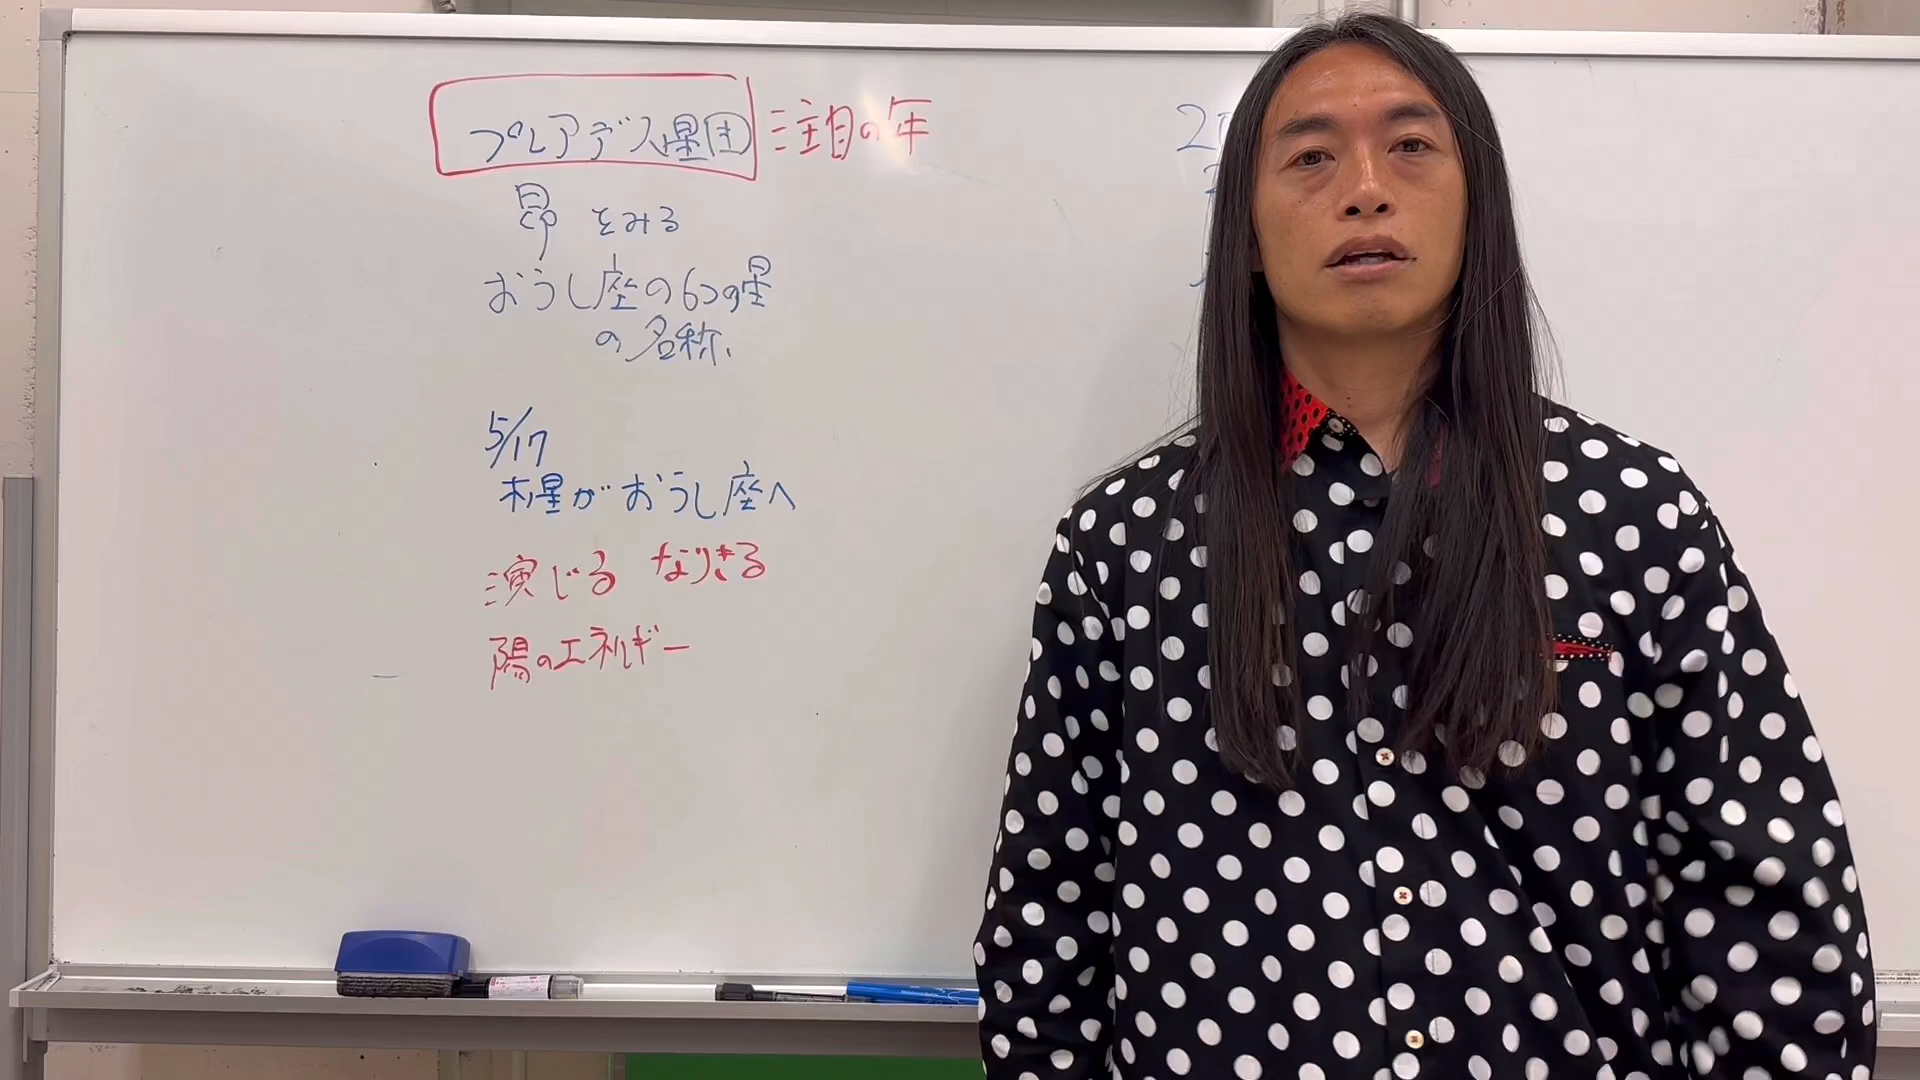 プレアデス星団 注目の年
昴 をみる
おうし座の6つの星
の名称
5/17
木星がおうし座へ
演じる なりきる
陽のエネルギー
2